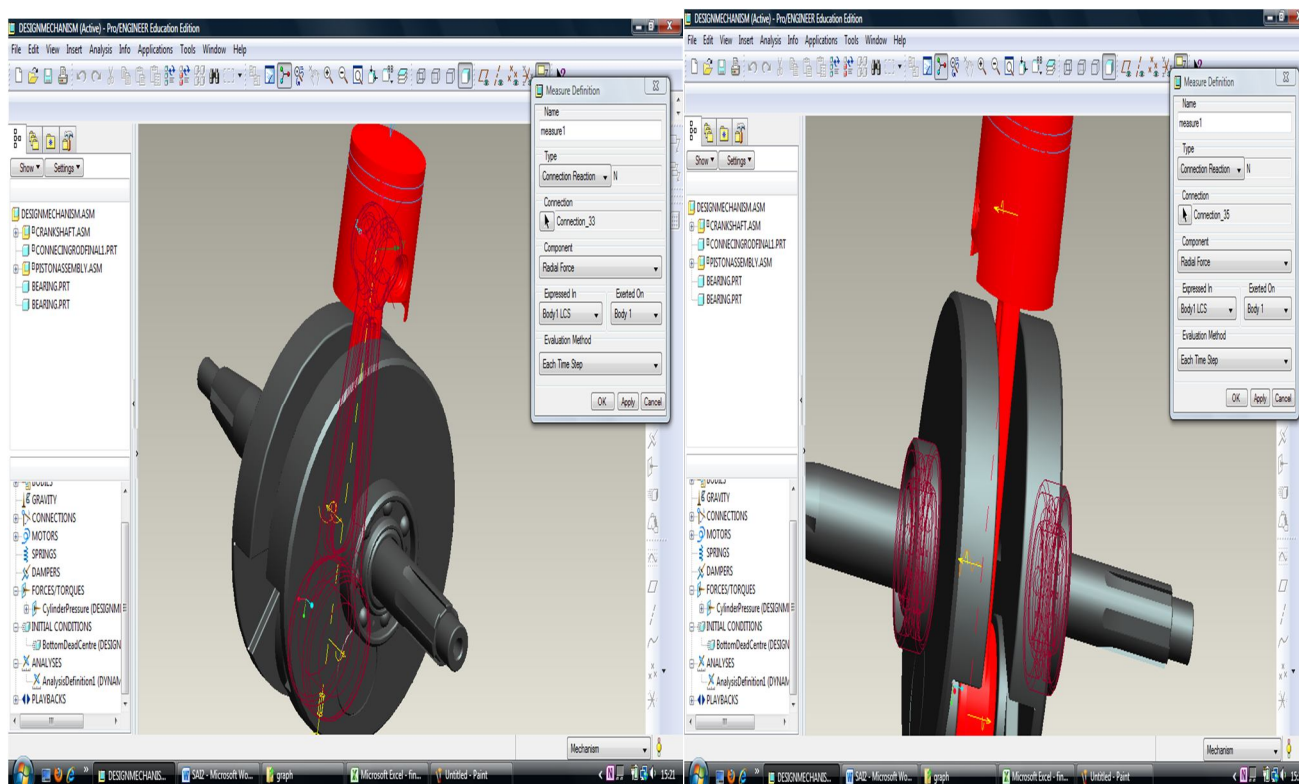 DESIGNMECHANISM (Active) - Pro/ENGINEER Education Edition
File Edit View Insert Analysis Info Applications Tools Window Help
Measure Definition
Name
measure1
Type
Connection Reaction N
Connection
Connection_33
Component
Radial Force
Expressed In Exerted On
Body1 LCS Body 1
Evaluation Method
Each Time Step
OK Apply Cancel
Show Settings
DESIGNMECHANISM.ASM
CRANKSHAFT.ASM
CONNECINGRODFINAL1.PRT
PISTONASSEMBLY.ASM
BEARING.PRT
BEARING.PRT
GRAVITY
CONNECTIONS
MOTORS
SPRINGS
DAMPERS
FORCES/TORQUES
CylinderPressure (DESIGNMI
INITIAL CONDITIONS
BottomDeadCentre (DESIGN
ANALYSES
AnalysisDefinition1 (DYNAM
PLAYBACKS
Mechanism
DESIGNMECHANIS... SAI2 - Microsoft Wo... graph Microsoft Excel - fin... Untitled - Paint 15:21
DESIGNMECHANISM (Active) - Pro/ENGINEER Education Edition
File Edit View Insert Analysis Info Applications Tools Window Help
Measure Definition
Name
measure1
Type
Connection Reaction N
Connection
Connection_35
Component
Radial Force
Expressed In Exerted On
Body1 LCS Body 1
Evaluation Method
Each Time Step
OK Apply Cancel
Show Settings
DESIGNMECHANISM.ASM
CRANKSHAFT.ASM
CONNECINGRODFINAL1.PRT
PISTONASSEMBLY.ASM
BEARING.PRT
BEARING.PRT
GRAVITY
CONNECTIONS
MOTORS
SPRINGS
DAMPERS
FORCES/TORQUES
CylinderPressure (DESIGNMI
INITIAL CONDITIONS
BottomDeadCentre (DESIGN
ANALYSES
AnalysisDefinition1 (DYNAM
PLAYBACKS
Mechanism
DESIGNMECHANIS... SAI2 - Microsoft Wo... graph Microsoft Excel - fin... Untitled - Paint